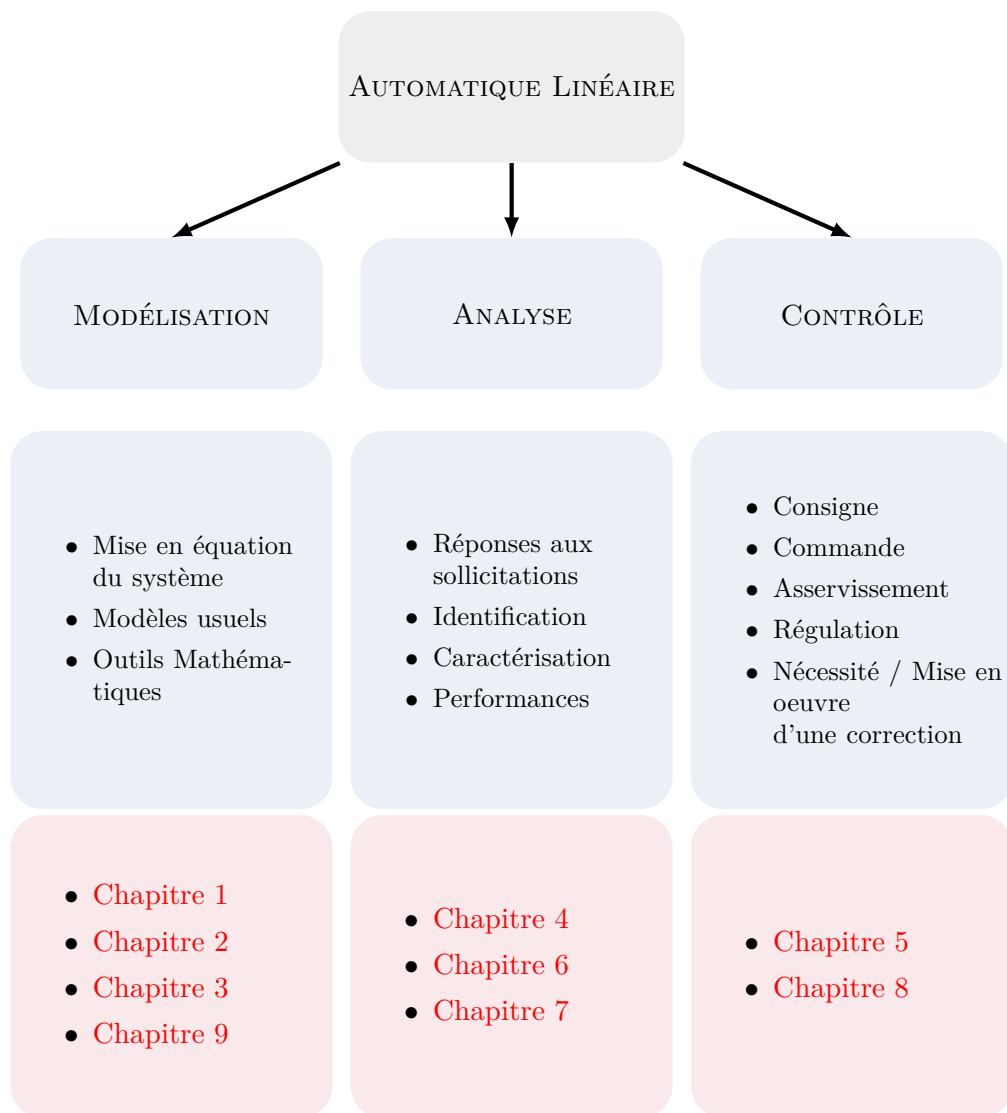 AUTOMATIQUE LINÉAIRE
MODÉLISATION
ANALYSE
CONTRÔLE
• Mise en équation
du système
• Modèles usuels
• Outils Mathéma-
tiques
• Réponses aux
sollicitations
• Identification
• Caractérisation
• Performances
• Consigne
• Commande
• Asservissement
• Régulation
• Nécessité / Mise en
oeuvre
d'une correction
• Chapitre 1
• Chapitre 2
• Chapitre 3
• Chapitre 9
• Chapitre 4
• Chapitre 6
• Chapitre 7
• Chapitre 5
• Chapitre 8